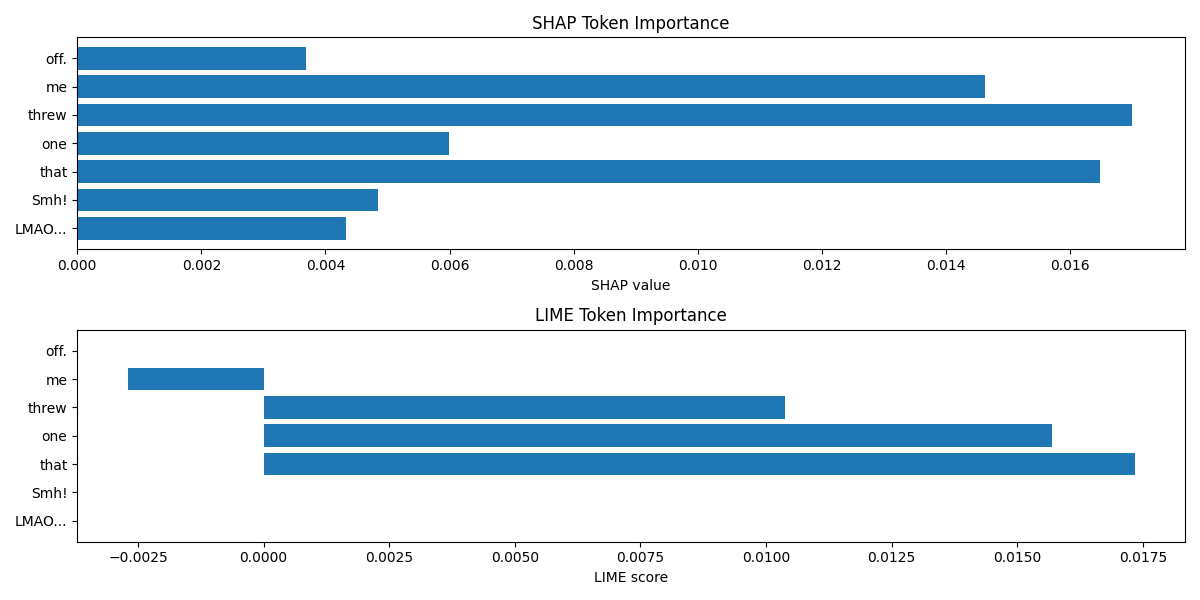 SHAP Token Importance
off.
me
threw
one
that
Smh!
LMAO...
0.000 0.002 0.004 0.006 0.008 0.010 0.012 0.014 0.016
SHAP value
LIME Token Importance
off.
me
threw
one
that
Smh!
LMAO...
−0.0025 0.0000 0.0025 0.0050 0.0075 0.0100 0.0125 0.0150 0.0175
LIME score